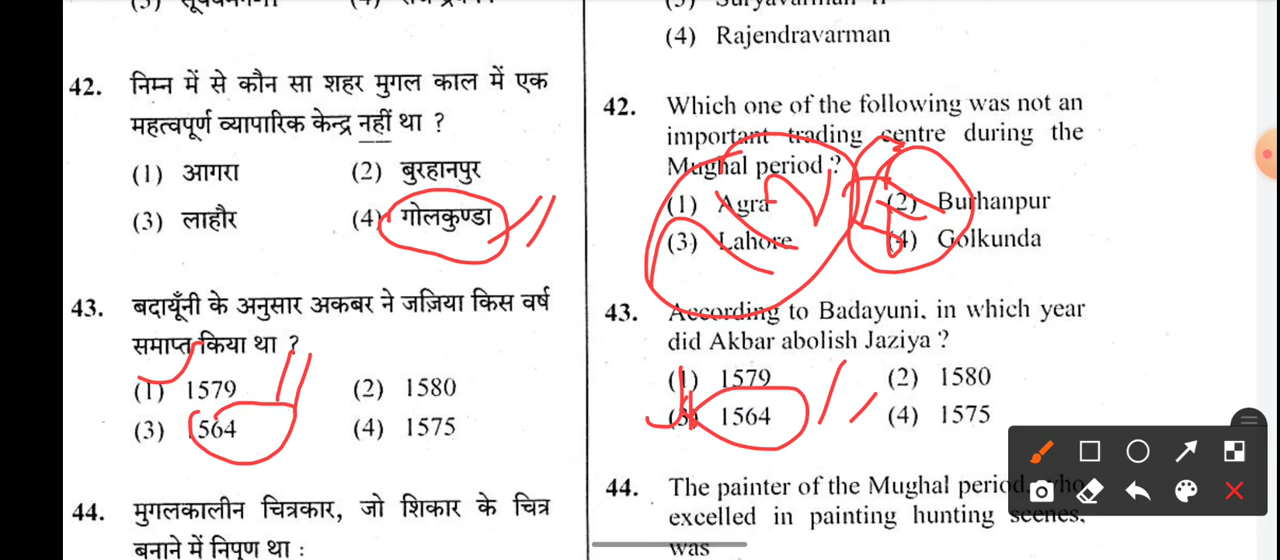 42. निम्न में से कौन सा शहर मुगल काल में एक
महत्वपूर्ण व्यापारिक केन्द्र नहीं था ?
(1) आगरा (2) बुरहानपुर
(3) लाहौर (4) गोलकुण्डा
43. बदायूँनी के अनुसार अकबर ने जज़िया किस वर्ष
समाप्त किया था ?
(1) 1579 (2) 1580
(3) 1564 (4) 1575
44. मुगलकालीन चित्रकार, जो शिकार के चित्र
बनाने में निपुण था :
(4) Rajendravarman
42. Which one of the following was not an
important trading centre during the
Mughal period ?
(1) Agra (2) Burhanpur
(3) Lahore (4) Golkunda
43. According to Badayuni, in which year
did Akbar abolish Jaziya ?
(1) 1579 (2) 1580
(3) 1564 (4) 1575
44. The painter of the Mughal period, who
excelled in painting hunting scenes,
was